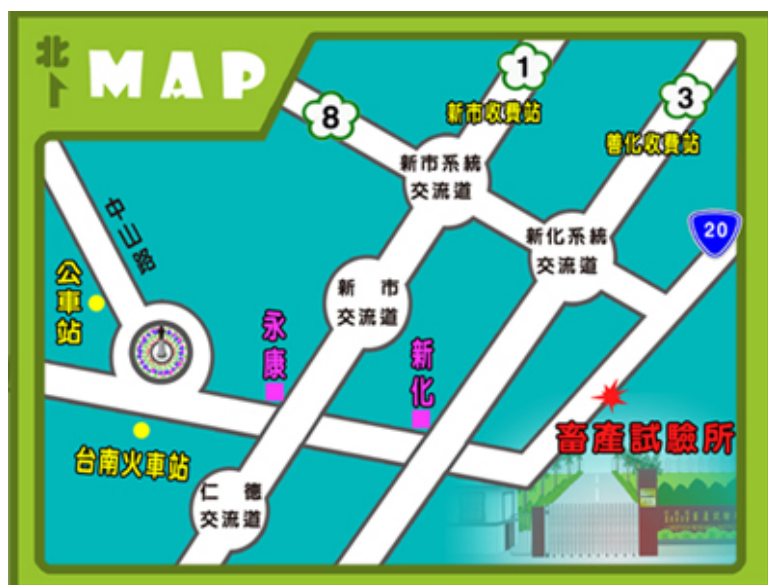 北
MAP
1
新市收費站
3
善化收費站
8
新市系統
交流道
20
新化系統
交流道
中山路
公車站
新市
交流道
永康
新化
畜產試驗所
台南火車站
仁德
交流道